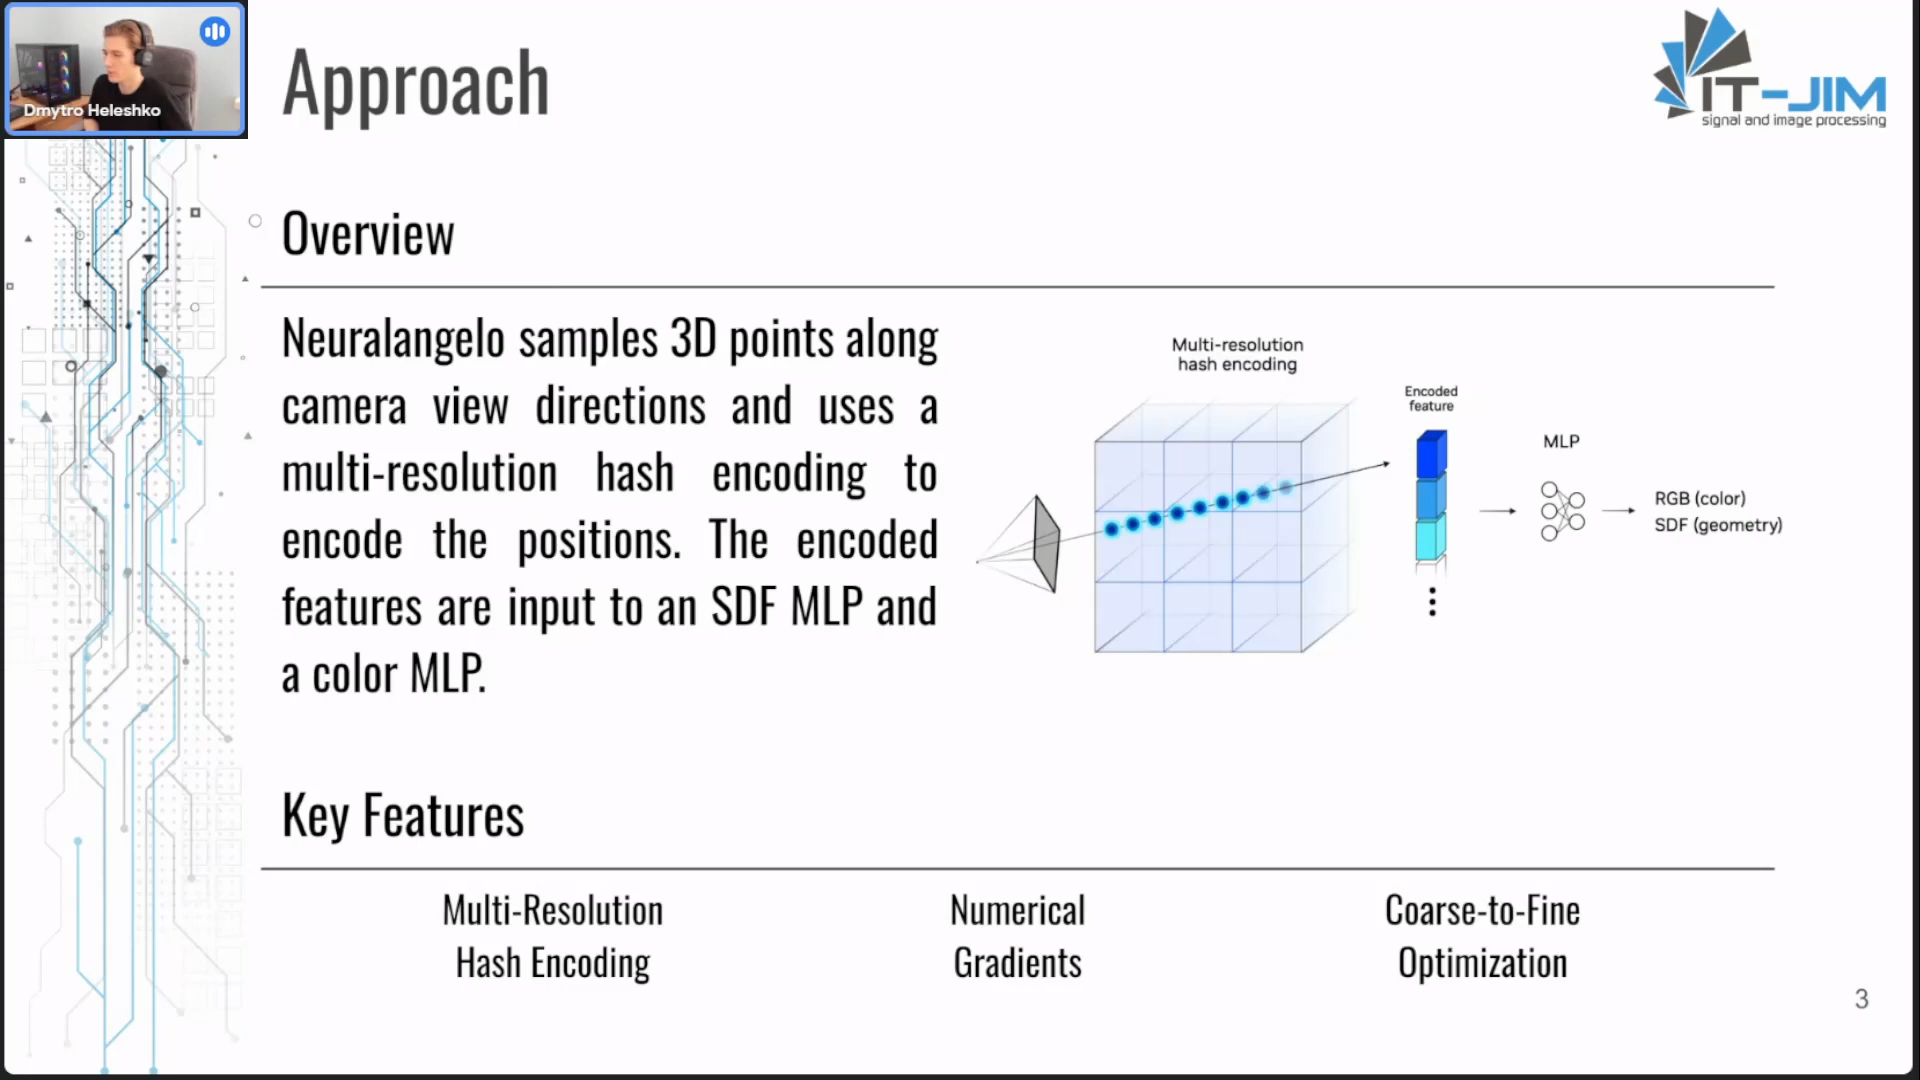 Dmytro Heleshko
Approach
IT-JIM
signal and image processing
Overview
Neuralangelo samples 3D points along
camera view directions and uses a
multi-resolution hash encoding to
encode the positions. The encoded
features are input to an SDF MLP and
a color MLP.
Multi-resolution
hash encoding
Encoded
feature
MLP
RGB (color)
SDF (geometry)
Key Features
Multi-Resolution
Hash Encoding
Numerical
Gradients
Coarse-to-Fine
Optimization
3